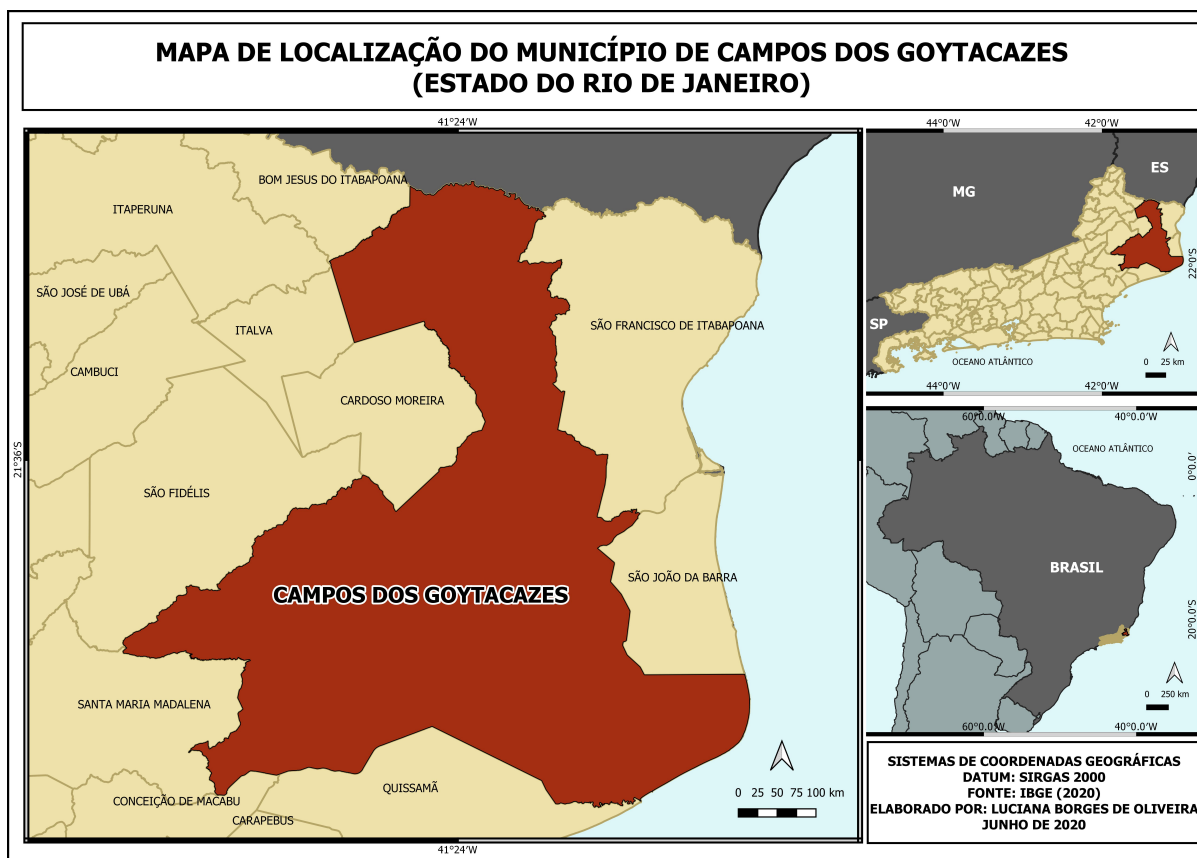 MAPA DE LOCALIZAÇÃO DO MUNICÍPIO DE CAMPOS DOS GOYTACAZES
(ESTADO DO RIO DE JANEIRO)
41°24'W
BOM JESUS DO ITABAPOANA
ITAPERUNA
SÃO JOSÉ DE UBÁ
ITALVA
SÃO FRANCISCO DE ITABAPOANA
CAMBUCI
CARDOSO MOREIRA
21°36'S
SÃO FIDÉLIS
SÃO JOÃO DA BARRA
CAMPOS DOS GOYTACAZES
SANTA MARIA MADALENA
QUISSAMÃ
CONCEIÇÃO DE MACABU
CARAPEBUS
0 25 50 75 100 km
41°24'W
44°0'W 42°0'W
ES
MG
22°0'S
SP
OCEANO ATLÂNTICO
0 25 km
44°0'W 42°0'W
60°0.0'W 40°0.0'W
OCEANO ATLÂNTICO
0°0.0'
BRASIL
20°0.0'S
0 250 km
60°0.0'W 40°0.0'W
SISTEMAS DE COORDENADAS GEOGRÁFICAS
DATUM: SIRGAS 2000
FONTE: IBGE (2020)
ELABORADO POR: LUCIANA BORGES DE OLIVEIRA
JUNHO DE 2020